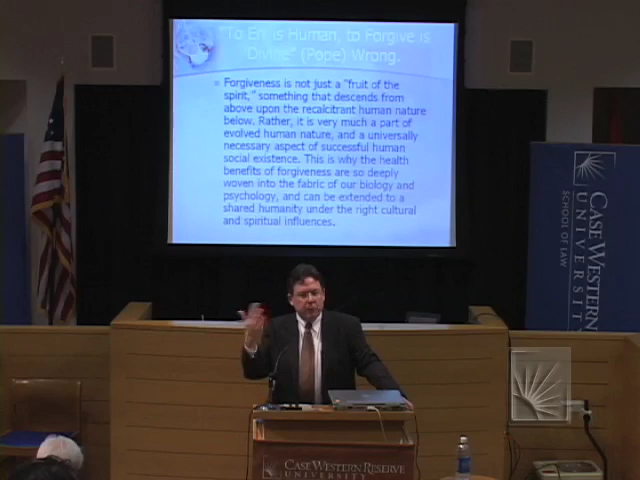 "To Err is Human, to Forgive is
Divine" (Pope) Wrong.
Forgiveness is not just a "fruit of the
spirit," something that descends from
above upon the recalcitrant human nature
below. Rather, it is very much a part of
evolved human nature, and a universally
necessary aspect of successful human
social existence. This is why the health
benefits of forgiveness are so deeply
woven into the fabric of our biology and
psychology, and can be extended to a
shared humanity under the right cultural
and spiritual influences.
CASE WESTERN
UNIVERSITY
SCHOOL OF LAW
CASE WESTERN RESERVE
UNIVERSITY